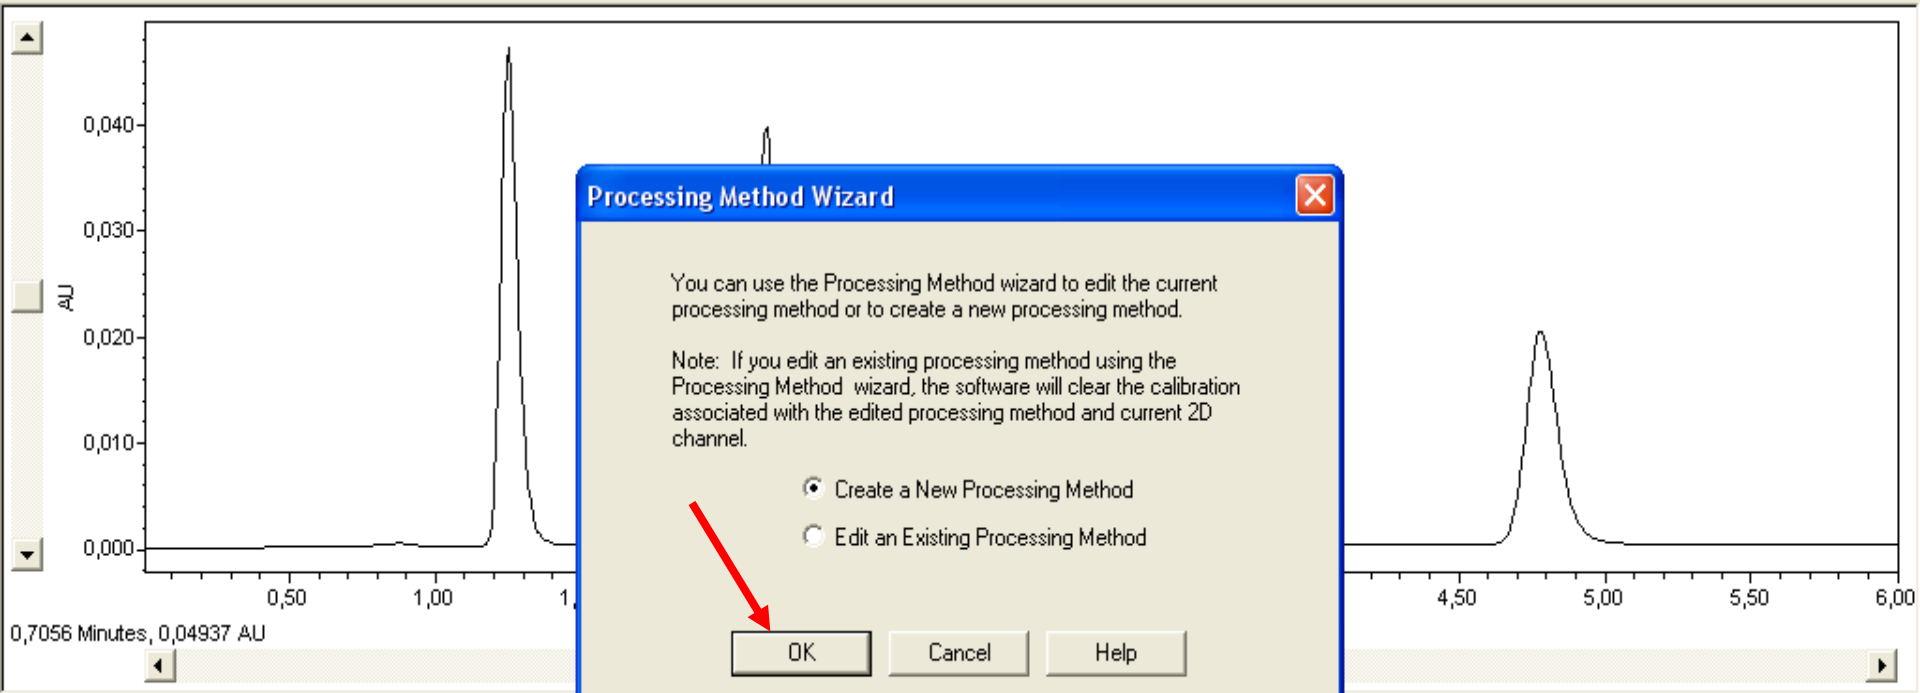 0,040
0,030
AU
0,020
0,010
0,000
0,50
1,00
1,
4,50
5,00
5,50
6,00
0,7056 Minutes, 0,04937 AU
Processing Method Wizard
You can use the Processing Method wizard to edit the current
processing method or to create a new processing method.
Note: If you edit an existing processing method using the
Processing Method wizard, the software will clear the calibration
associated with the edited processing method and current 2D
channel.
Create a New Processing Method
Edit an Existing Processing Method
OK
Cancel
Help